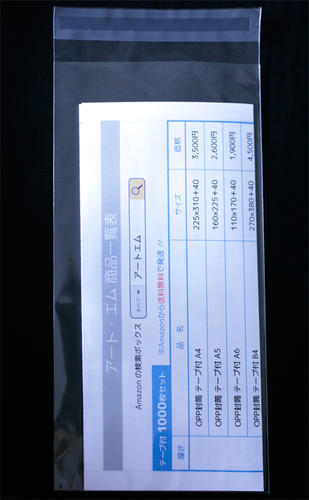 アート・エム 商品一覧表
Amazon の検索ボックス すべて アートエム
※Amazonから送料無料で発送 //
テープ付 1000枚セット
厚さ 品 名 サイズ 価格
OPP封筒 テープ付 A4 225×310+40 3,500円
OPP封筒 テープ付 A5 160×225+40 2,600円
OPP封筒 テープ付 A6 110×170+40 1,900円
OPP封筒 テープ付 B4 270×380+40 4,500円